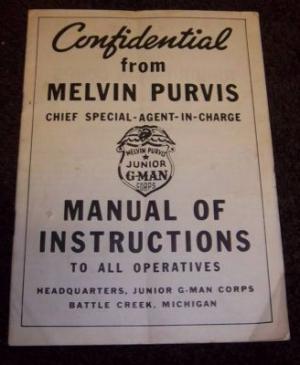 Confidential
from
MELVIN PURVIS
CHIEF SPECIAL-AGENT-IN-CHARGE
MELVIN PURVIS
JUNIOR
G-MAN
CORPS
MANUAL OF
INSTRUCTIONS
TO ALL OPERATIVES
HEADQUARTERS, JUNIOR G-MAN CORPS
BATTLE CREEK, MICHIGAN